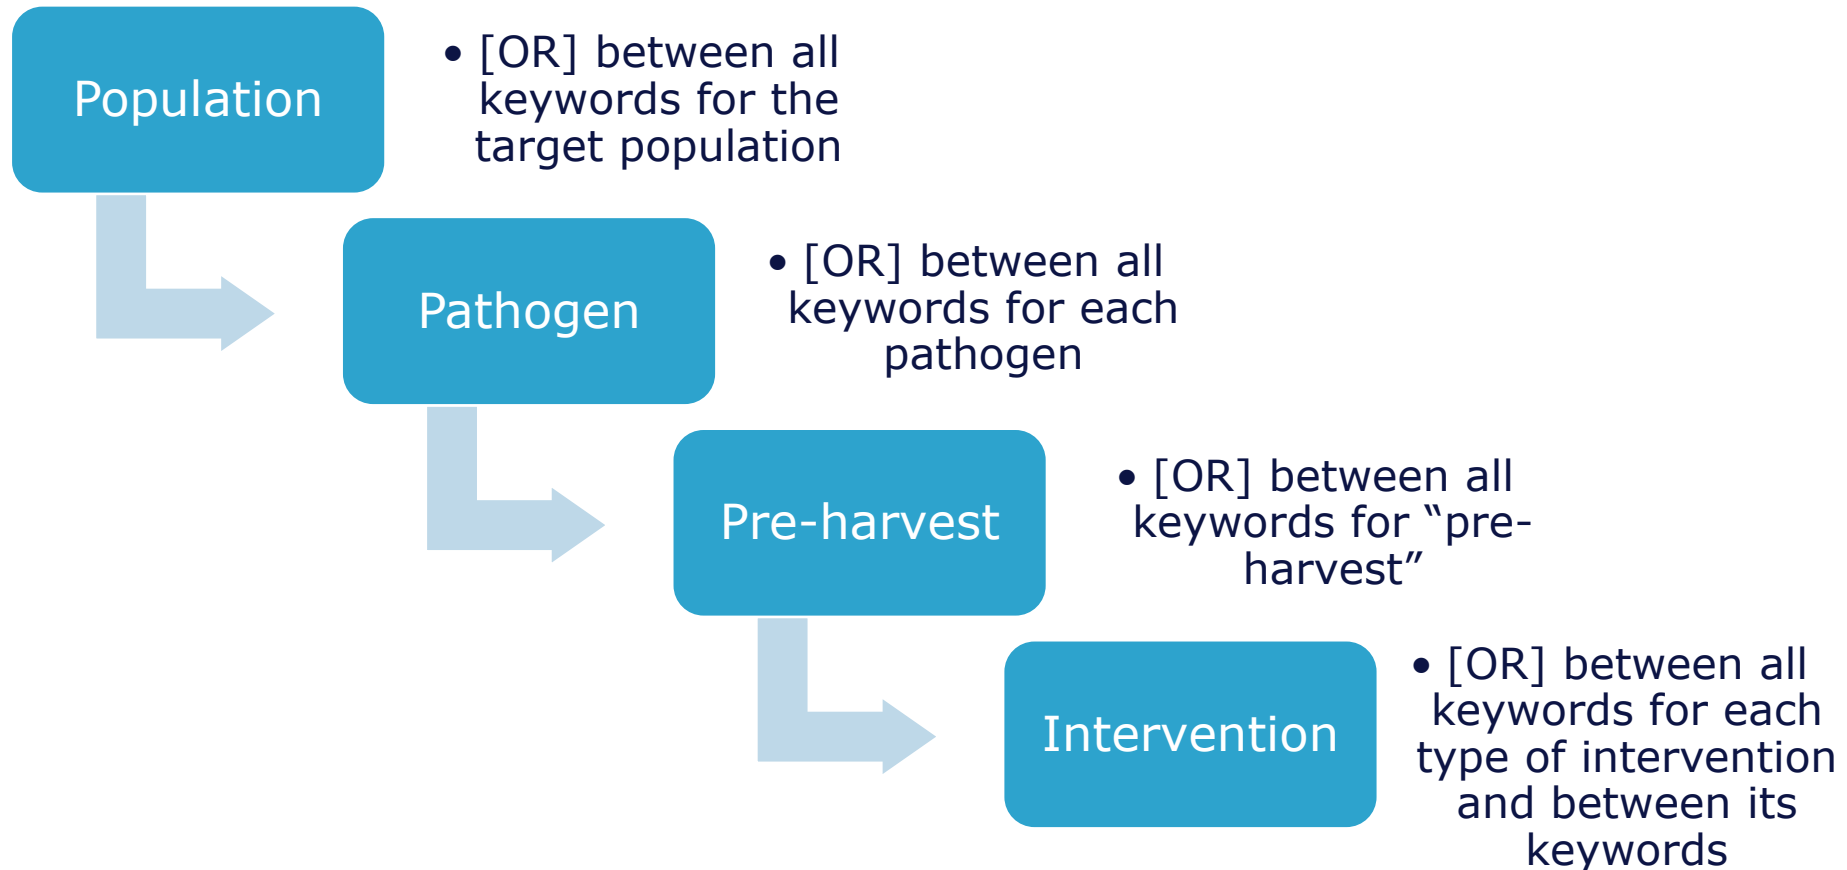 Population
• [OR] between all
keywords for the
target population
Pathogen
• [OR] between all
keywords for each
pathogen
Pre-harvest
• [OR] between all
keywords for “pre-
harvest”
Intervention
• [OR] between all
keywords for each
type of intervention
and between its
keywords